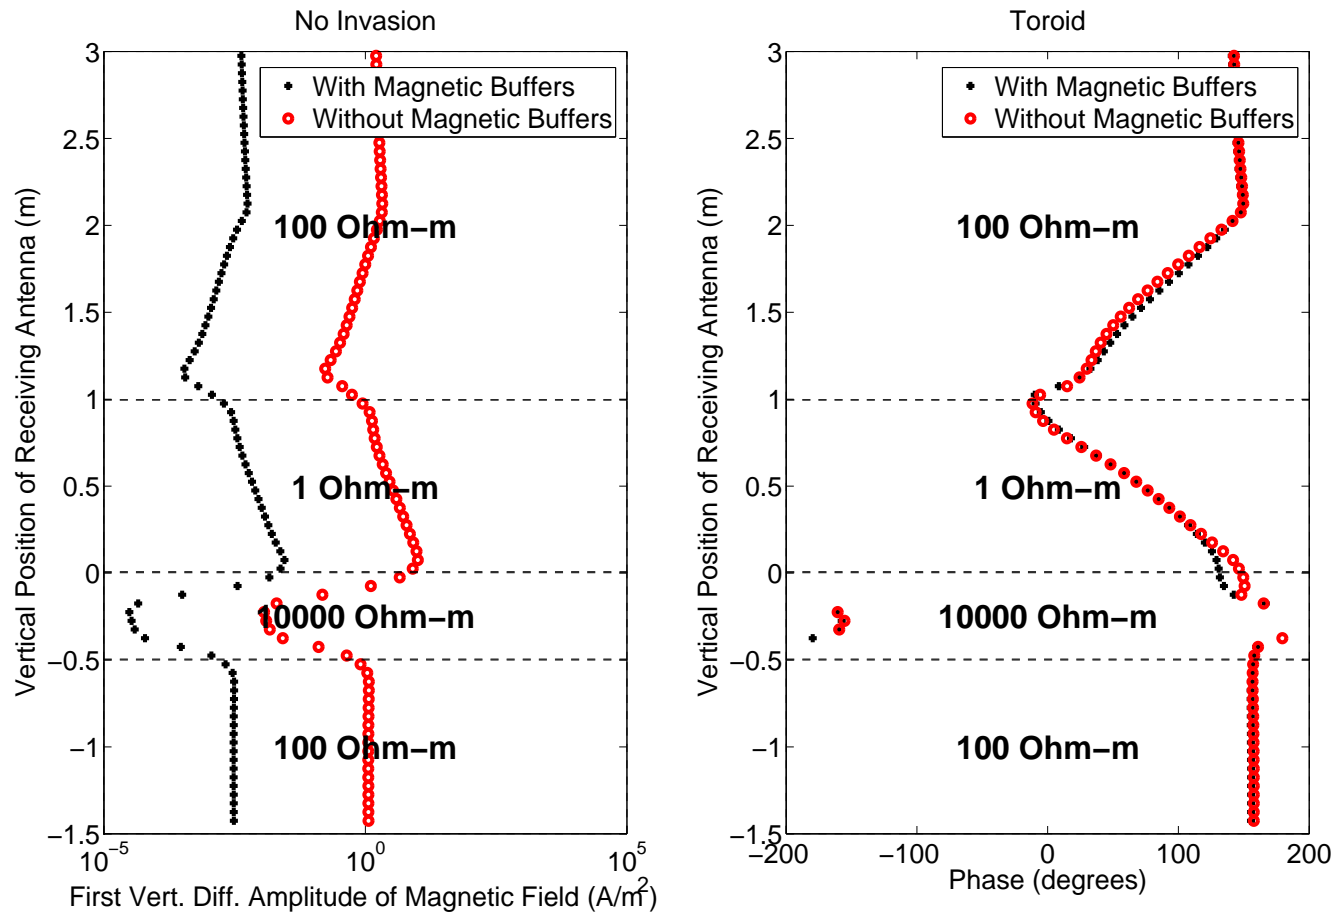 No Invasion
With Magnetic Buffers
Without Magnetic Buffers
3
2.5
2
1.5
1
0.5
0
−0.5
−1
−1.5
Vertical Position of Receiving Antenna (m)
100 Ohm−m
1 Ohm−m
10000 Ohm−m
100 Ohm−m
10−5
100
105
First Vert. Diff. Amplitude of Magnetic Field (A/m2)
Toroid
With Magnetic Buffers
Without Magnetic Buffers
3
2.5
2
1.5
1
0.5
0
−0.5
−1
−1.5
Vertical Position of Receiving Antenna (m)
100 Ohm−m
1 Ohm−m
10000 Ohm−m
100 Ohm−m
−200
−100
0
100
200
Phase (degrees)